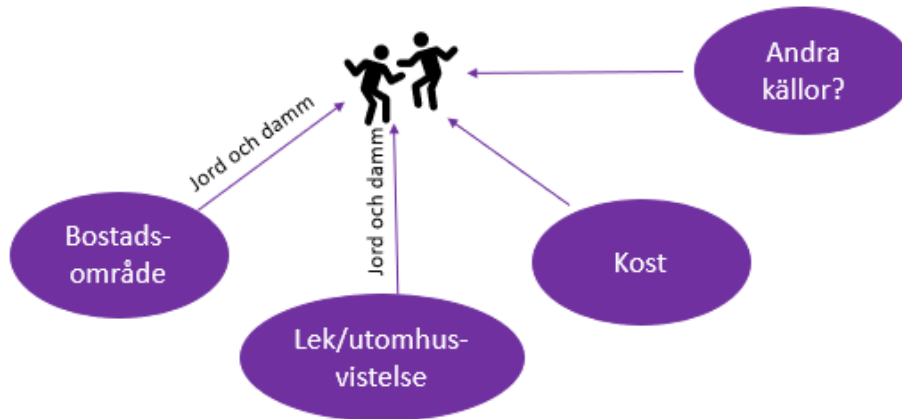 Andra
källor?
Jord och damm
Bostads-
område
Jord och damm
Kost
Lek/utomhus-
vistelse